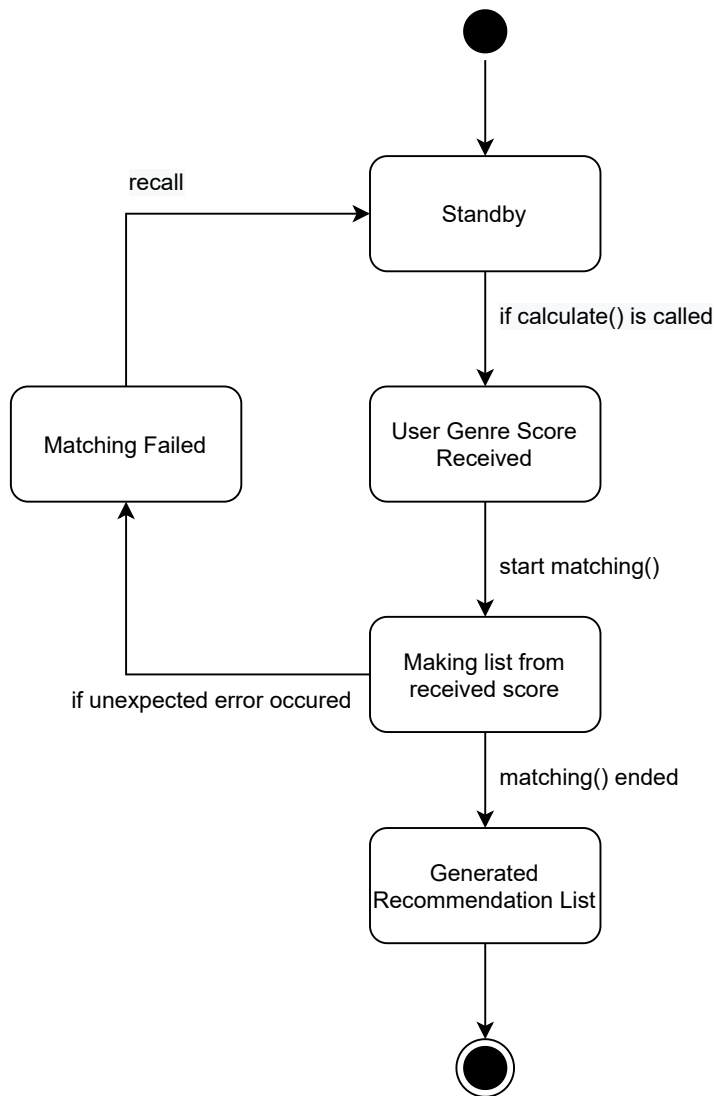 recall
Standby
if calculate() is called
Matching Failed
User Genre Score
Received
start matching()
Making list from
received score
if unexpected error occured
matching() ended
Generated
Recommendation List